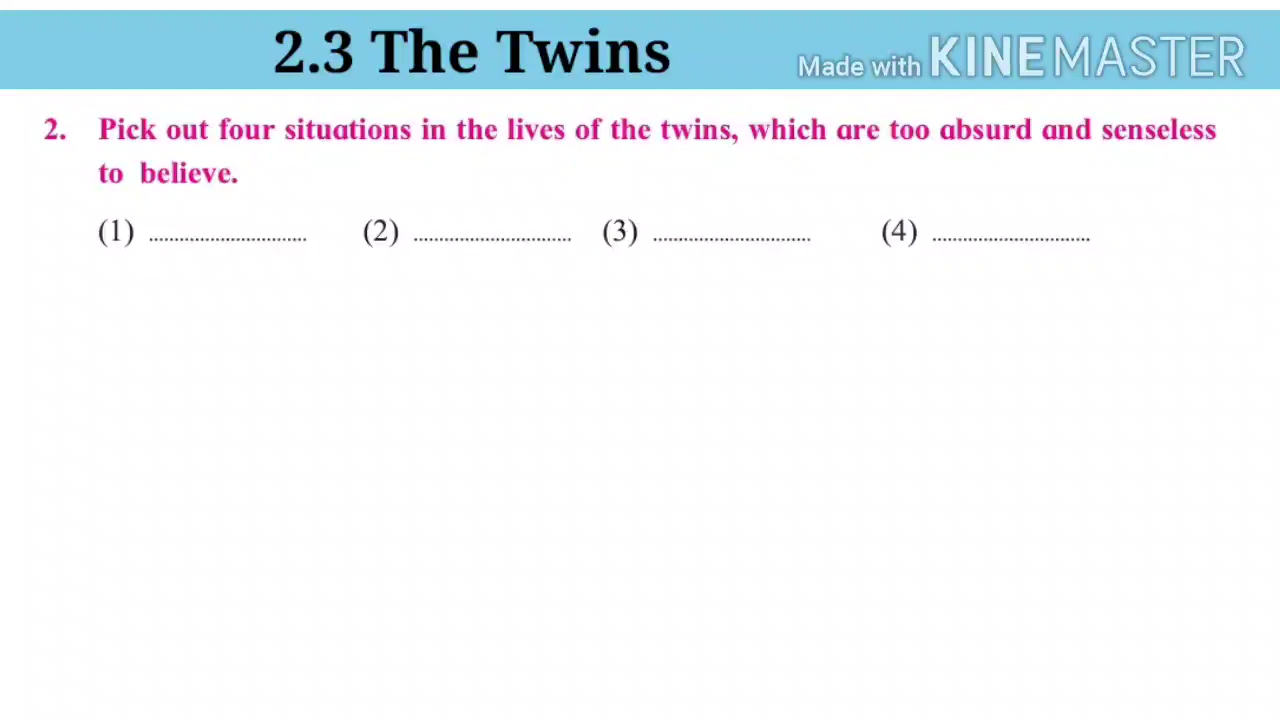 2.3 The Twins
Made with KINEMASTER
2. Pick out four situations in the lives of the twins, which are too absurd and senseless
to believe.
(1) .............................. (2) .............................. (3) .............................. (4) ..............................